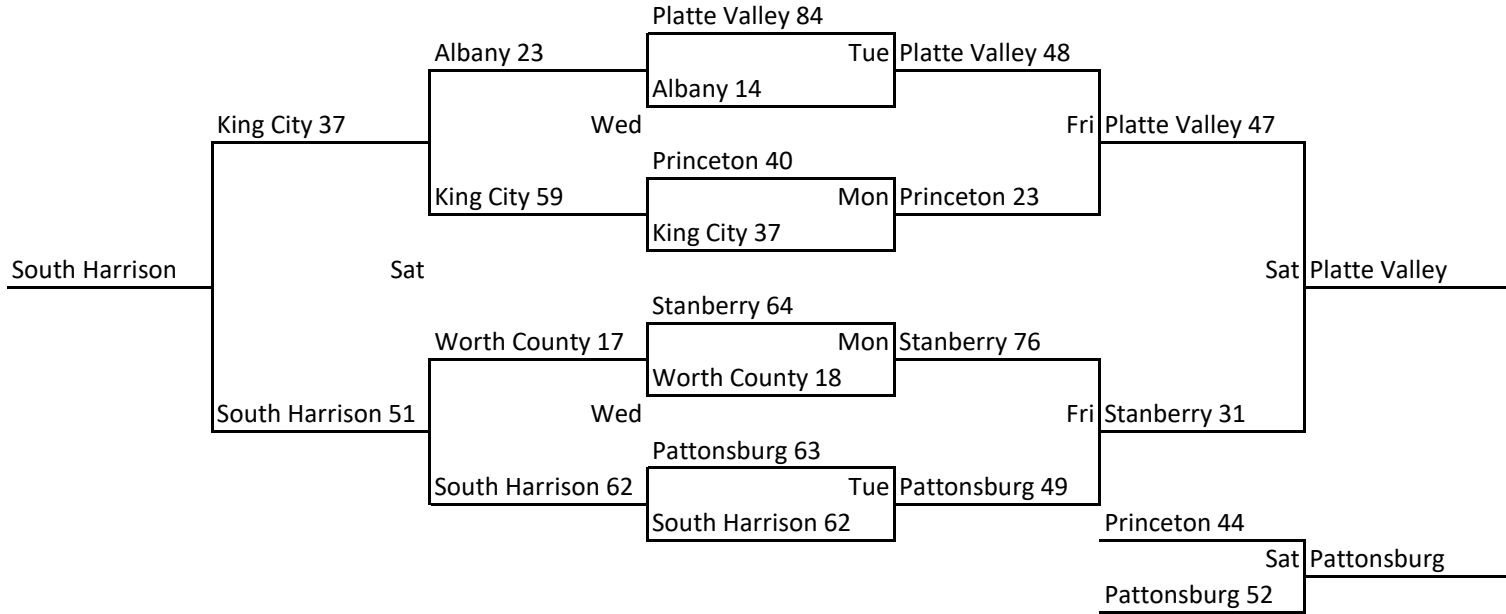 Platte Valley 84
Albany 23
Tue Platte Valley 48
Albany 14
King City 37
Wed
Fri Platte Valley 47
Princeton 40
King City 59
Mon Princeton 23
King City 37
South Harrison
Sat
Sat Platte Valley
Stanberry 64
Worth County 17
Mon Stanberry 76
Worth County 18
South Harrison 51
Wed
Fri Stanberry 31
Pattonsburg 63
South Harrison 62
Tue Pattonsburg 49
South Harrison 62
Princeton 44
Sat Pattonsburg
Pattonsburg 52